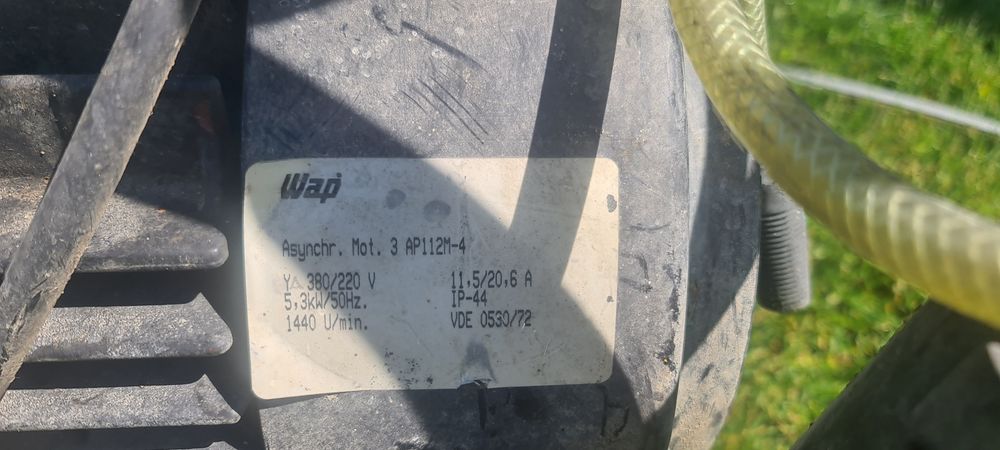 Wap
Asynchr. Mot. 3 AP112M-4
Y△ 380/220 V 11,5/20,6 A
5,3kW/50Hz. IP-44
1440 U/min. VDE 0530/72